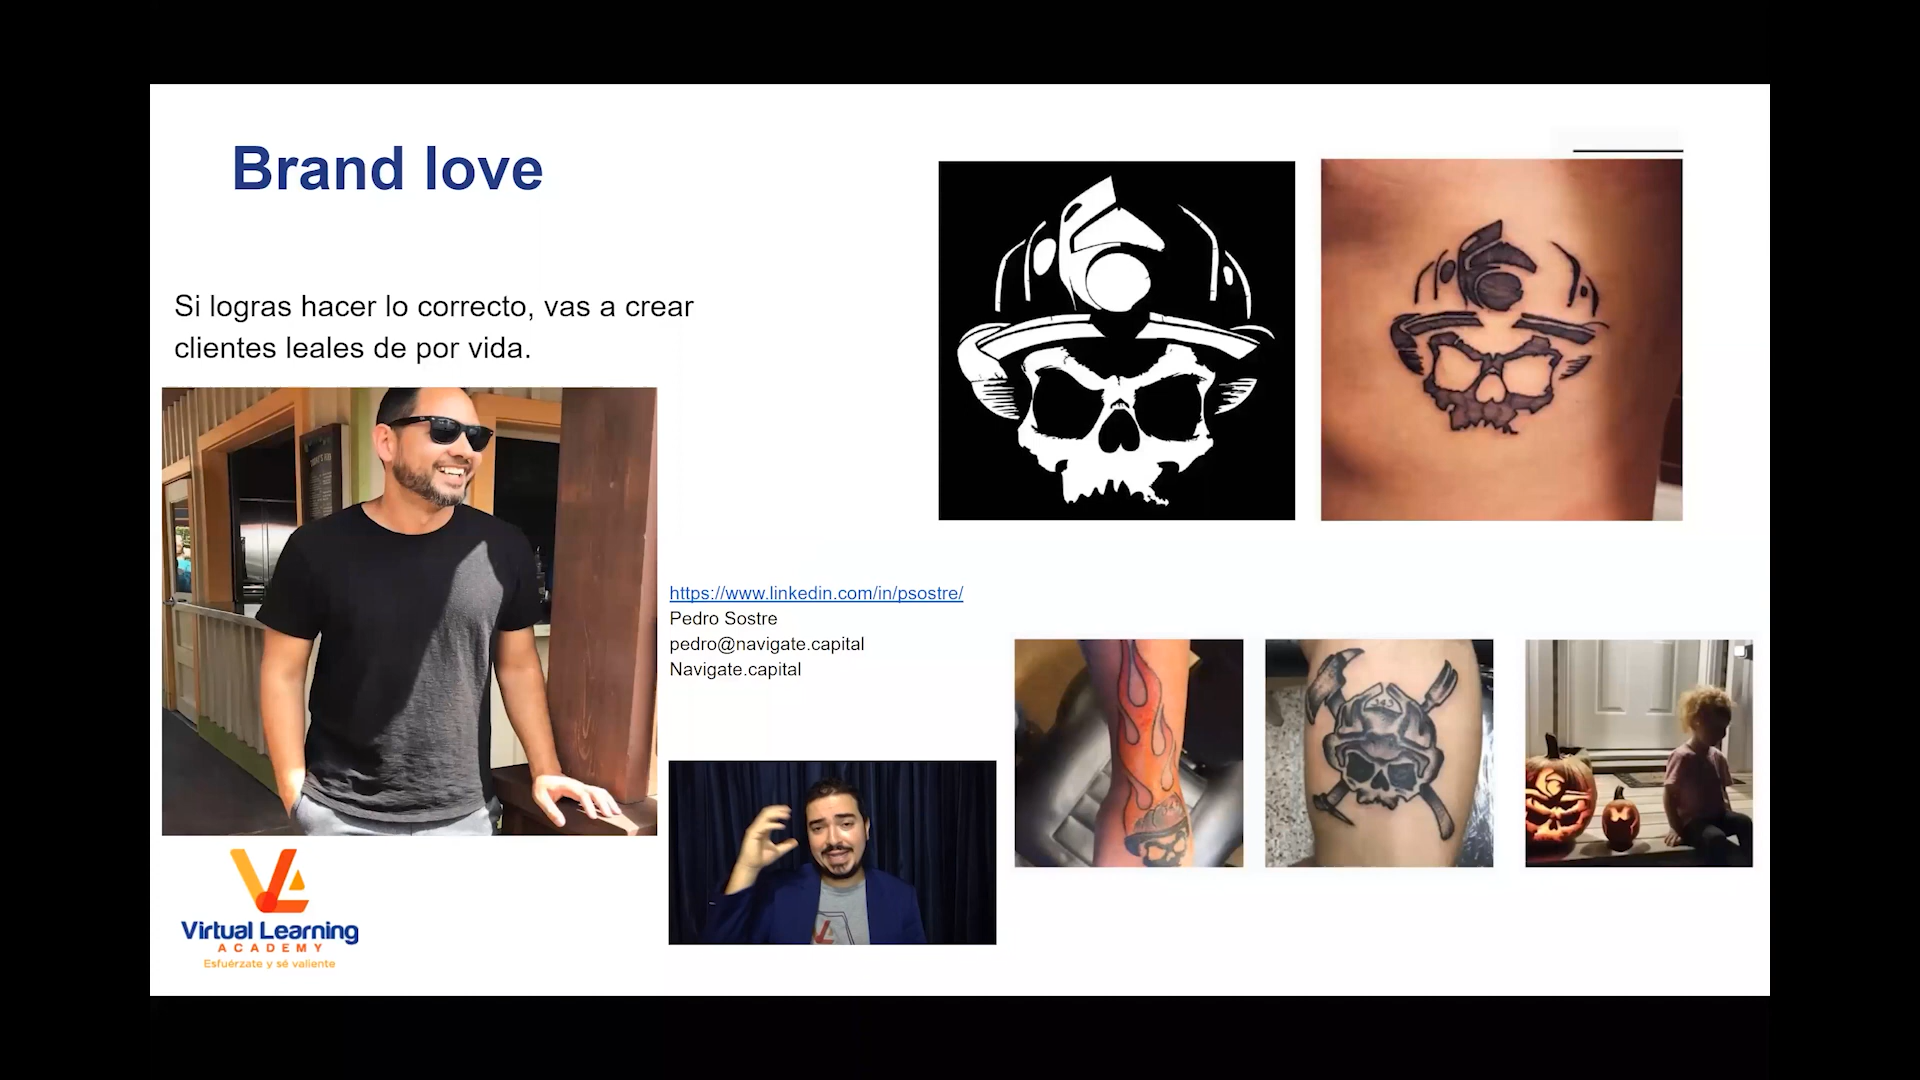 Brand love
Si logras hacer lo correcto, vas a crear
clientes leales de por vida.
https://www.linkedin.com/in/psostre/
Pedro Sostre
pedro@navigate.capital
Navigate.capital
343
Virtual Learning
ACADEMY
Esfuérzate y sé valiente